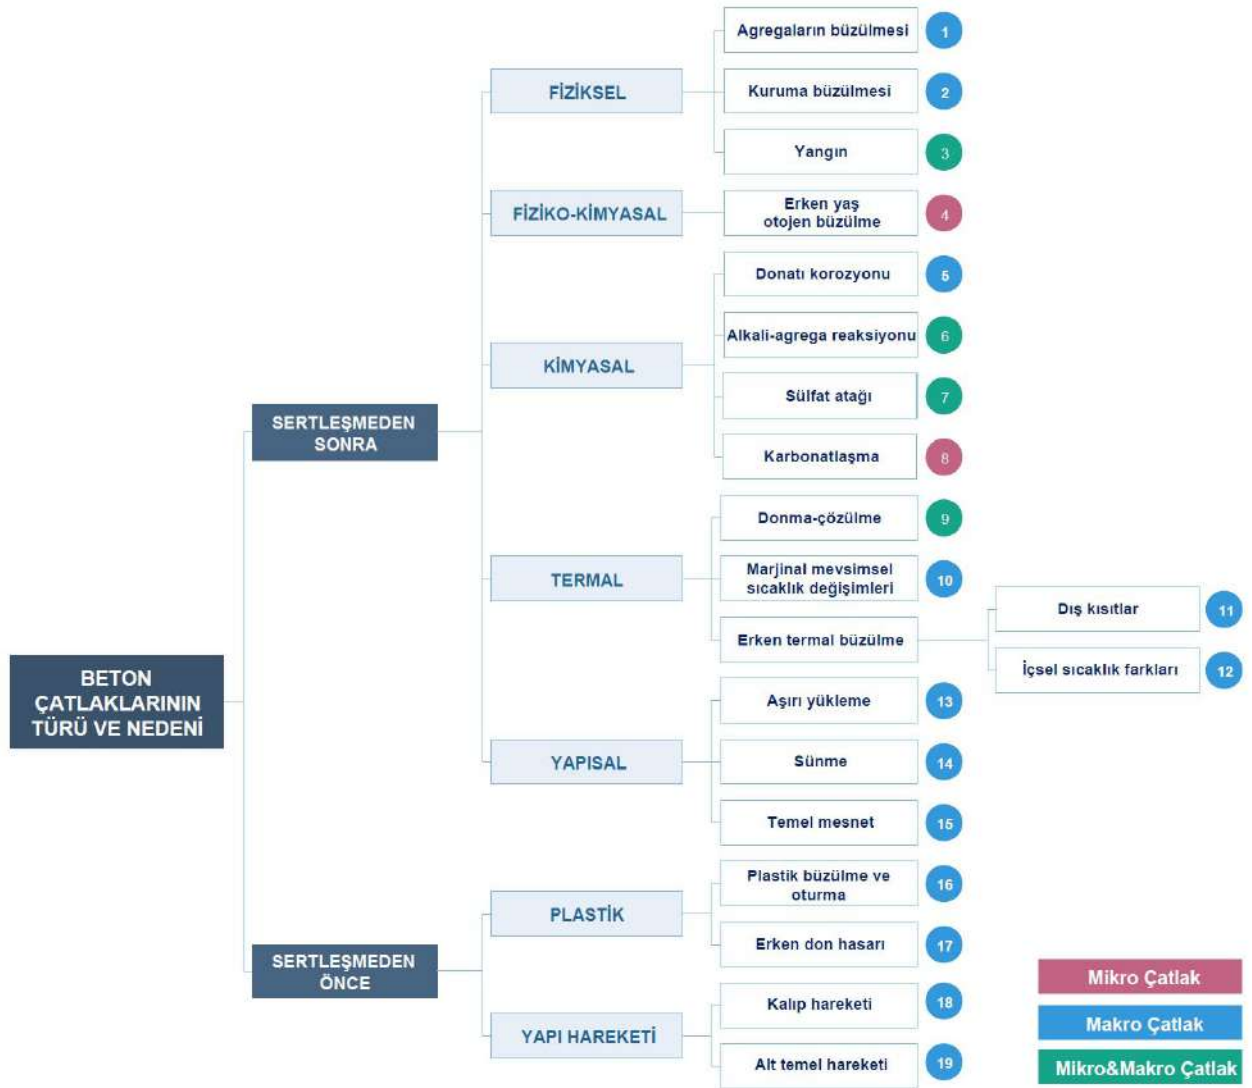 BETON
ÇATLAKLARININ
TÜRÜ VE NEDENİ
SERTLEŞMEDEN
SONRA
FİZİKSEL
Agregaların büzülmesi 1
Kuruma büzülmesi 2
Yangın 3
FİZİKO-KİMYASAL
Erken yaş
otojen büzülme 4
KİMYASAL
Donatı korozyonu 5
Alkali-agrega reaksiyonu 6
Sülfat atağı 7
Karbonatlaşma 8
TERMAL
Donma-çözülme 9
Marjinal mevsimsel
sıcaklık değişimleri 10
Erken termal büzülme
Dış kısıtlar 11
İçsel sıcaklık farkları 12
YAPISAL
Aşırı yükleme 13
Sünme 14
Temel mesnet 15
SERTLEŞMEDEN
ÖNCE
PLASTİK
Plastik büzülme ve
oturma 16
Erken don hasarı 17
YAPI HAREKETİ
Kalıp hareketi 18
Alt temel hareketi 19
Mikro Çatlak
Makro Çatlak
Mikro&Makro Çatlak